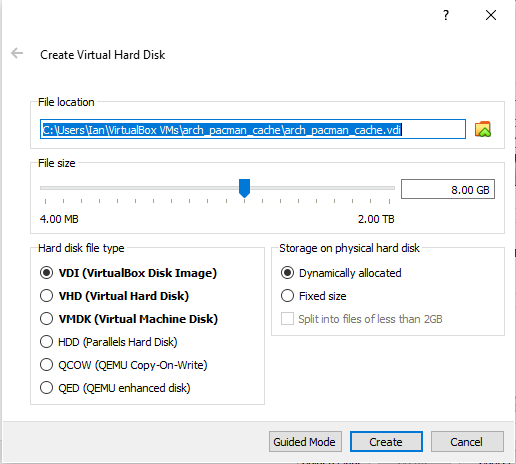 ?
Create Virtual Hard Disk
File location
C:\Users\Ian\VirtualBox VMs\arch_pacman_cache\arch_pacman_cache.vdi
File size
8.00 GB
4.00 MB 2.00 TB
Hard disk file type
VDI (VirtualBox Disk Image)
VHD (Virtual Hard Disk)
VMDK (Virtual Machine Disk)
HDD (Parallels Hard Disk)
QCOW (QEMU Copy-On-Write)
QED (QEMU enhanced disk)
Storage on physical hard disk
Dynamically allocated
Fixed size
Split into files of less than 2GB
Guided Mode Create Cancel